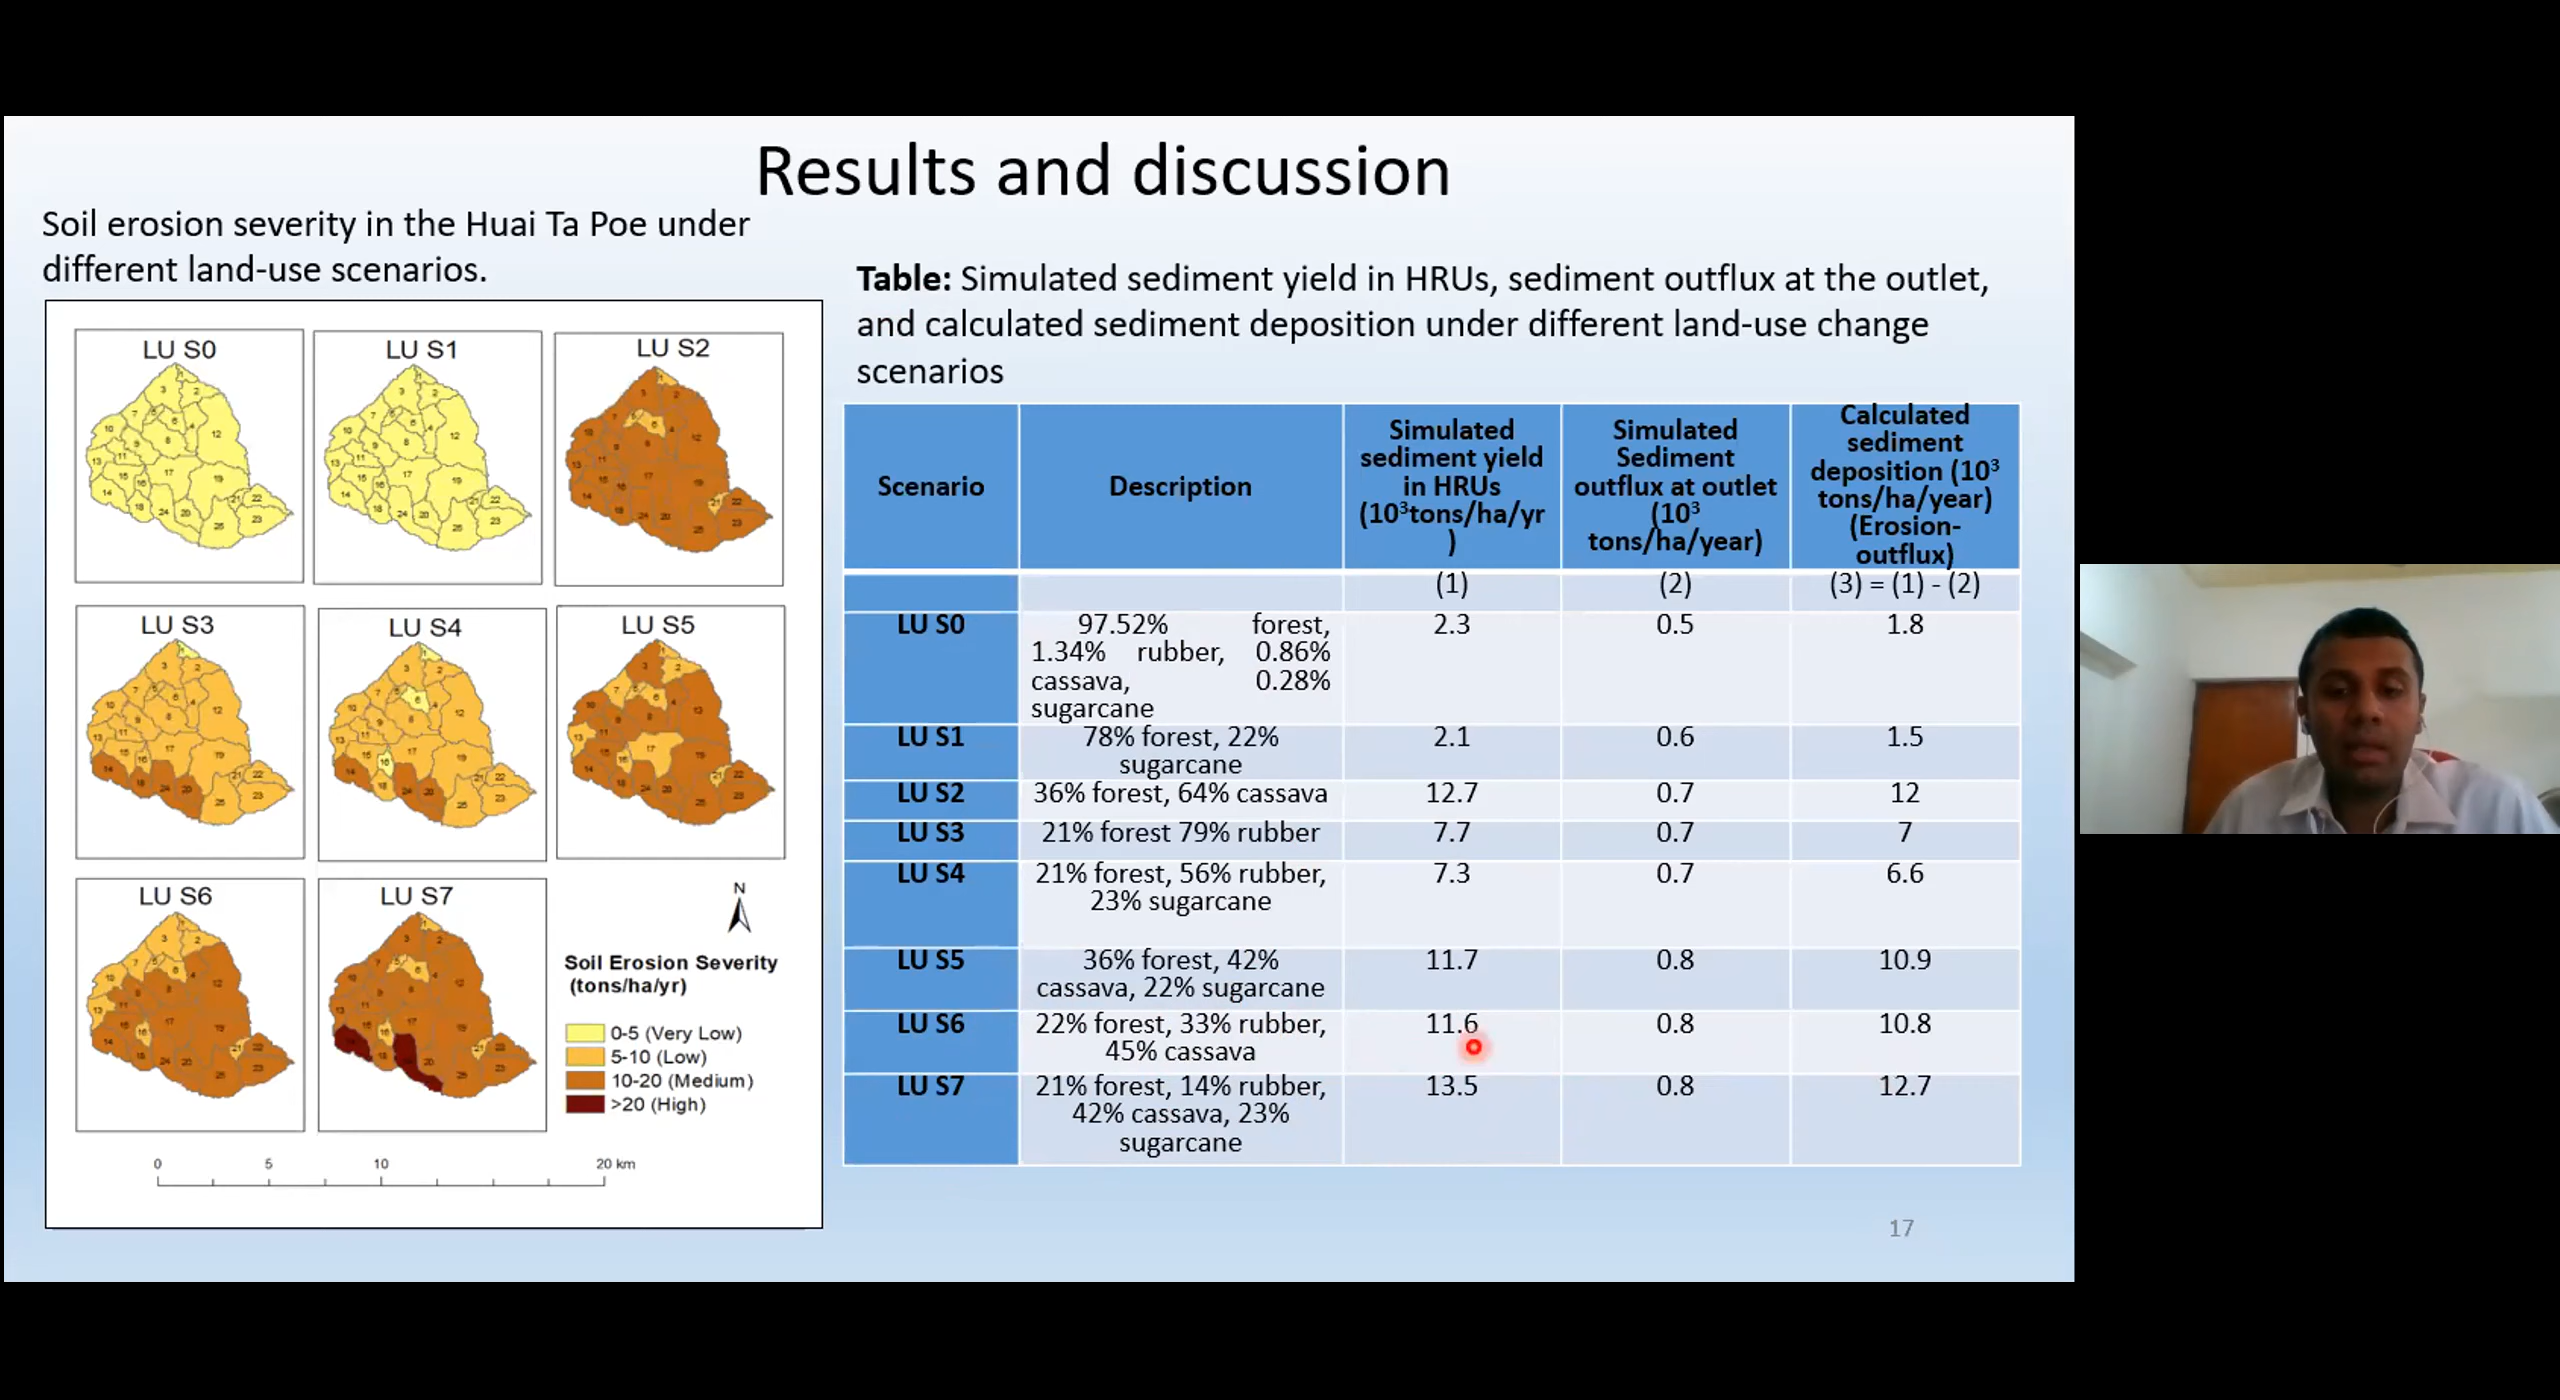 Results and discussion
Soil erosion severity in the Huai Ta Poe under
different land-use scenarios.
LU S0
LU S1
LU S2
LU S3
LU S4
LU S5
LU S6
LU S7
N
Soil Erosion Severity
(tons/ha/yr)
0-5 (Very Low)
5-10 (Low)
10-20 (Medium)
>20 (High)
0 5 10 20 km
Table: Simulated sediment yield in HRUs, sediment outflux at the outlet,
and calculated sediment deposition under different land-use change
scenarios
Scenario
Description
Simulated
sediment yield
in HRUs
(10³tons/ha/yr
)
Simulated
Sediment
outflux at outlet
(10³
tons/ha/year)
Calculated
sediment
deposition (10³
tons/ha/year)
(Erosion-
outflux)
(1) (2) (3) = (1) - (2)
LU S0 97.52% forest, 2.3 0.5 1.8
1.34% rubber, 0.86%
cassava, 0.28%
sugarcane
LU S1 78% forest, 22% 2.1 0.6 1.5
sugarcane
LU S2 36% forest, 64% cassava 12.7 0.7 12
LU S3 21% forest 79% rubber 7.7 0.7 7
LU S4 21% forest, 56% rubber, 7.3 0.7 6.6
23% sugarcane
LU S5 36% forest, 42% 11.7 0.8 10.9
cassava, 22% sugarcane
LU S6 22% forest, 33% rubber, 11.6 0.8 10.8
45% cassava
LU S7 21% forest, 14% rubber, 13.5 0.8 12.7
42% cassava, 23%
sugarcane
17